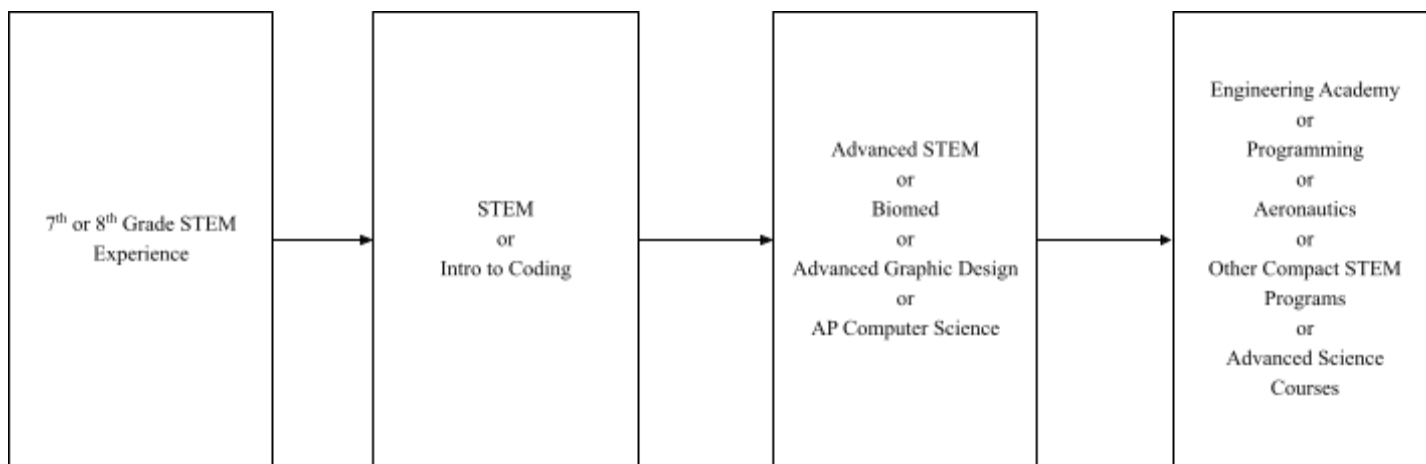 7th or 8th Grade STEM
Experience
STEM
or
Intro to Coding
Advanced STEM
or
Biomed
or
Advanced Graphic Design
or
AP Computer Science
Engineering Academy
or
Programming
or
Aeronautics
or
Other Compact STEM
Programs
or
Advanced Science
Courses